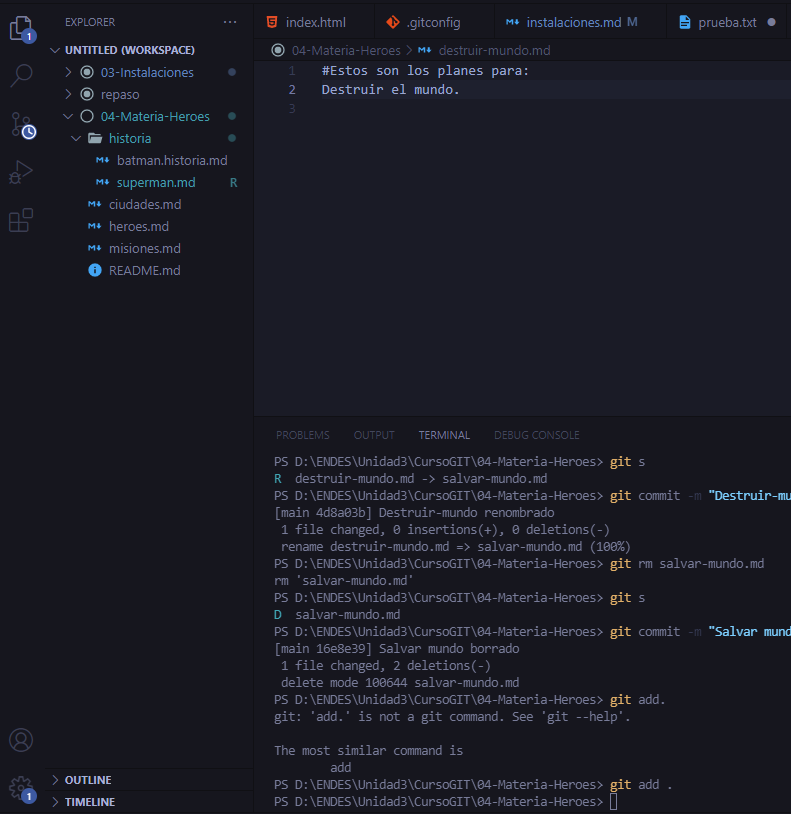 EXPLORER ...
index.html .gitconfig instalaciones.md M prueba.txt
UNTITLED (WORKSPACE)
04-Materia-Heroes > destruir-mundo.md
03-Instalaciones
repaso
04-Materia-Heroes
historia
batman.historia.md
superman.md R
ciudades.md
heroes.md
misiones.md
README.md
1 #Estos son los planes para:
2 Destruir el mundo.
3
PROBLEMS OUTPUT TERMINAL DEBUG CONSOLE
PS D:\ENDES\Unidad3\CursoGIT\04-Materia-Heroes> git s
R destruir-mundo.md -> salvar-mundo.md
PS D:\ENDES\Unidad3\CursoGIT\04-Materia-Heroes> git commit -m "Destruir-mu
[main 4d8a03b] Destruir-mundo renombrado
1 file changed, 0 insertions(+), 0 deletions(-)
rename destruir-mundo.md => salvar-mundo.md (100%)
PS D:\ENDES\Unidad3\CursoGIT\04-Materia-Heroes> git rm salvar-mundo.md
rm 'salvar-mundo.md'
PS D:\ENDES\Unidad3\CursoGIT\04-Materia-Heroes> git s
D salvar-mundo.md
PS D:\ENDES\Unidad3\CursoGIT\04-Materia-Heroes> git commit -m "Salvar mund
[main 16e8e39] Salvar mundo borrado
1 file changed, 2 deletions(-)
delete mode 100644 salvar-mundo.md
PS D:\ENDES\Unidad3\CursoGIT\04-Materia-Heroes> git add.
git: 'add.' is not a git command. See 'git --help'.
The most similar command is
add
PS D:\ENDES\Unidad3\CursoGIT\04-Materia-Heroes> git add .
PS D:\ENDES\Unidad3\CursoGIT\04-Materia-Heroes>
OUTLINE
TIMELINE
1
1